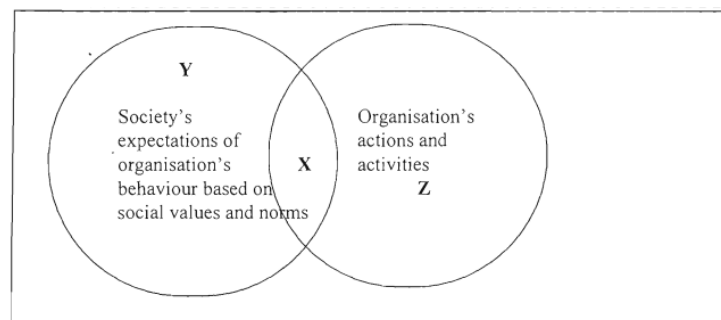 Y
Society's
expectations of
organisation's
behaviour based on
social values and norms
X
Organisation's
actions and
activities
Z